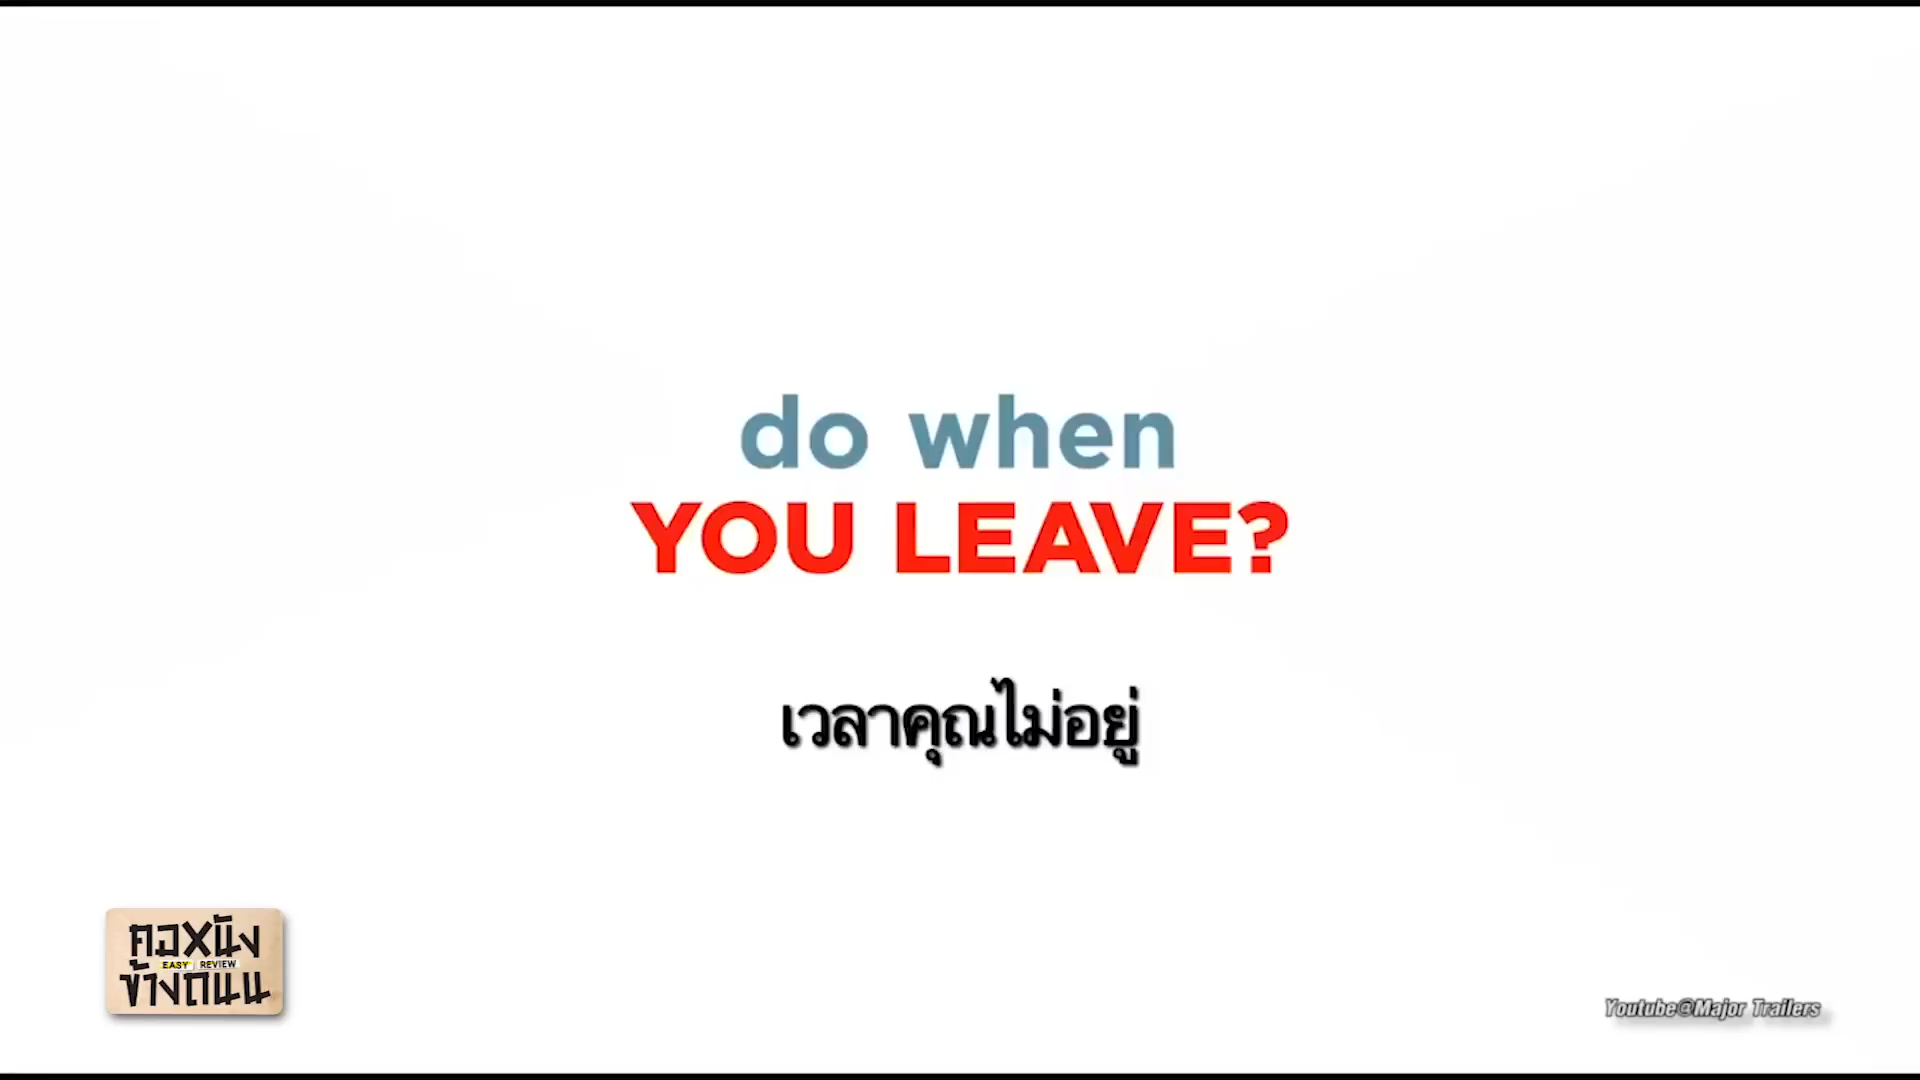 do when
YOU LEAVE?
เวลาคุณไม่อยู่
คอหนัง
EASY REVIEW
ข้างถนน
Youtube@Major Trailers